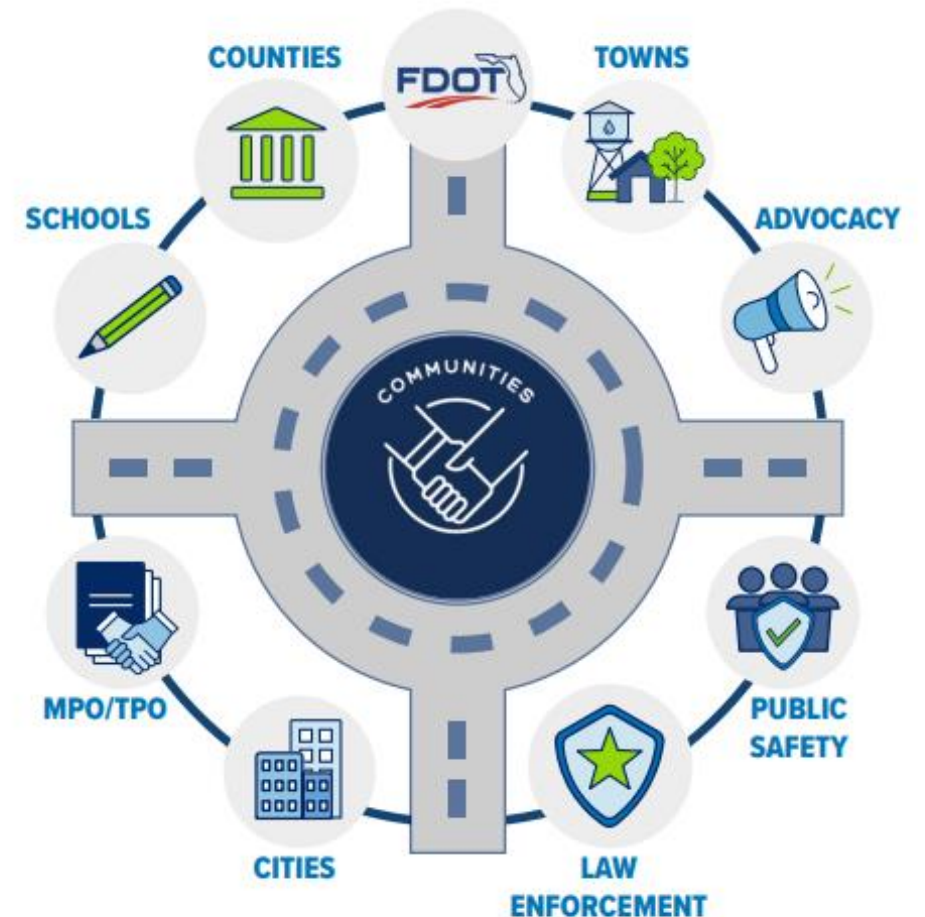 COUNTIES
FDOT
TOWNS
SCHOOLS
ADVOCACY
COMMUNITIES
MPO/TPO
PUBLIC
SAFETY
CITIES
LAW
ENFORCEMENT